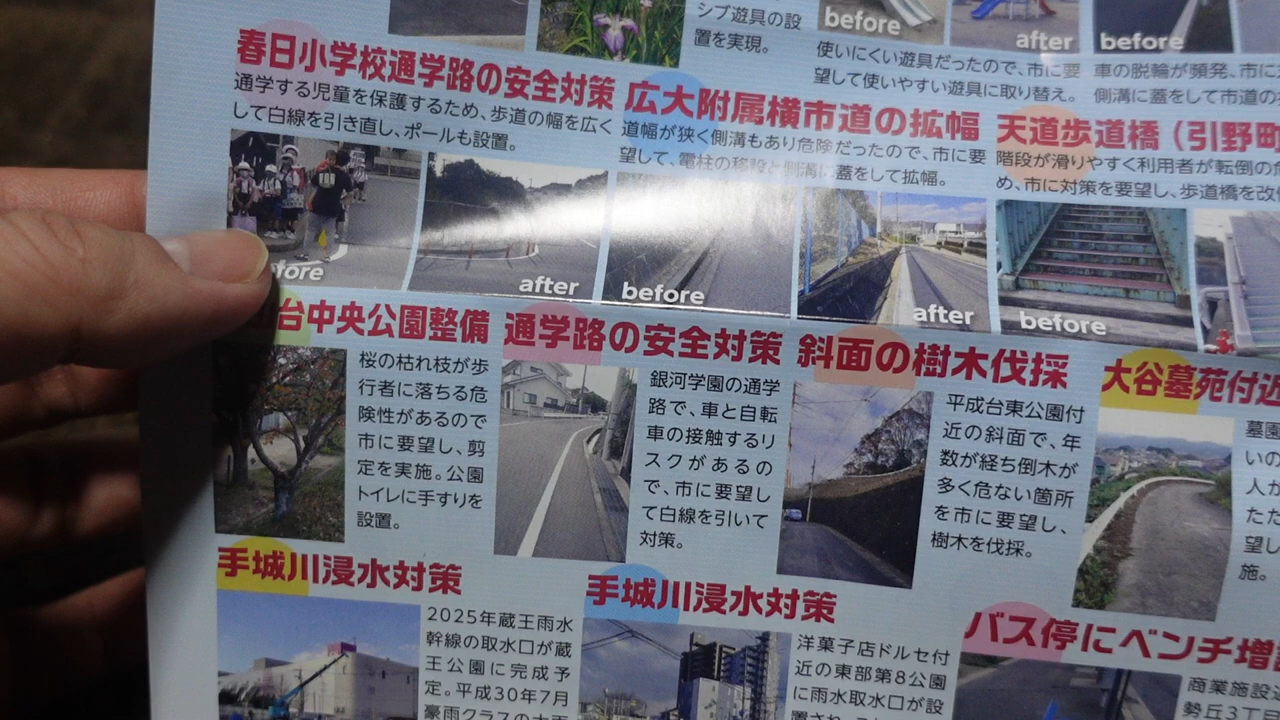 シブ遊具の設
置を実現。
before
after
before
使いにくい遊具だったので、市に要
望して使いやすい遊具に取り替え。
車の脱輪が頻発、市に
側溝に蓋をして市道の
春日小学校通学路の安全対策
通学する児童を保護するため、歩道の幅を広く
して白線を引き直し、ポールも設置。
after
広大附属横市道の拡幅
道幅が狭く側溝もあり危険だったので、市に要
望して、電柱の移設と側溝に蓋をして拡幅。
before
after
天道歩道橋（引野町
階段が滑りやすく利用者が転倒の
め、市に対策を要望し、歩道橋を改
before
台中央公園整備
桜の枯れ枝が歩
行者に落ちる危
険性があるので
市に要望し、剪
定を実施。公園
トイレに手すりを
設置。
通学路の安全対策
銀河学園の通学
路で、車と自転
車の接触するリ
スクがあるの
で、市に要望し
て白線を引いて
対策。
斜面の樹木伐採
平成台東公園付
近の斜面で、年
数が経ち倒木が
多く危ない箇所
を市に要望し、
樹木を伐採。
大谷墓苑付近
墓園
いの
人が
ただ
望し
施。
手城川浸水対策
2025年蔵王雨水
幹線の取水口が蔵
王公園に完成予
定。平成30年7月
豪雨クラスの大雨
手城川浸水対策
洋菓子店ドルセ付
近の東部第8公園
に雨水取水口が設
バス停にベンチ増
商業施設
勢丘3丁目